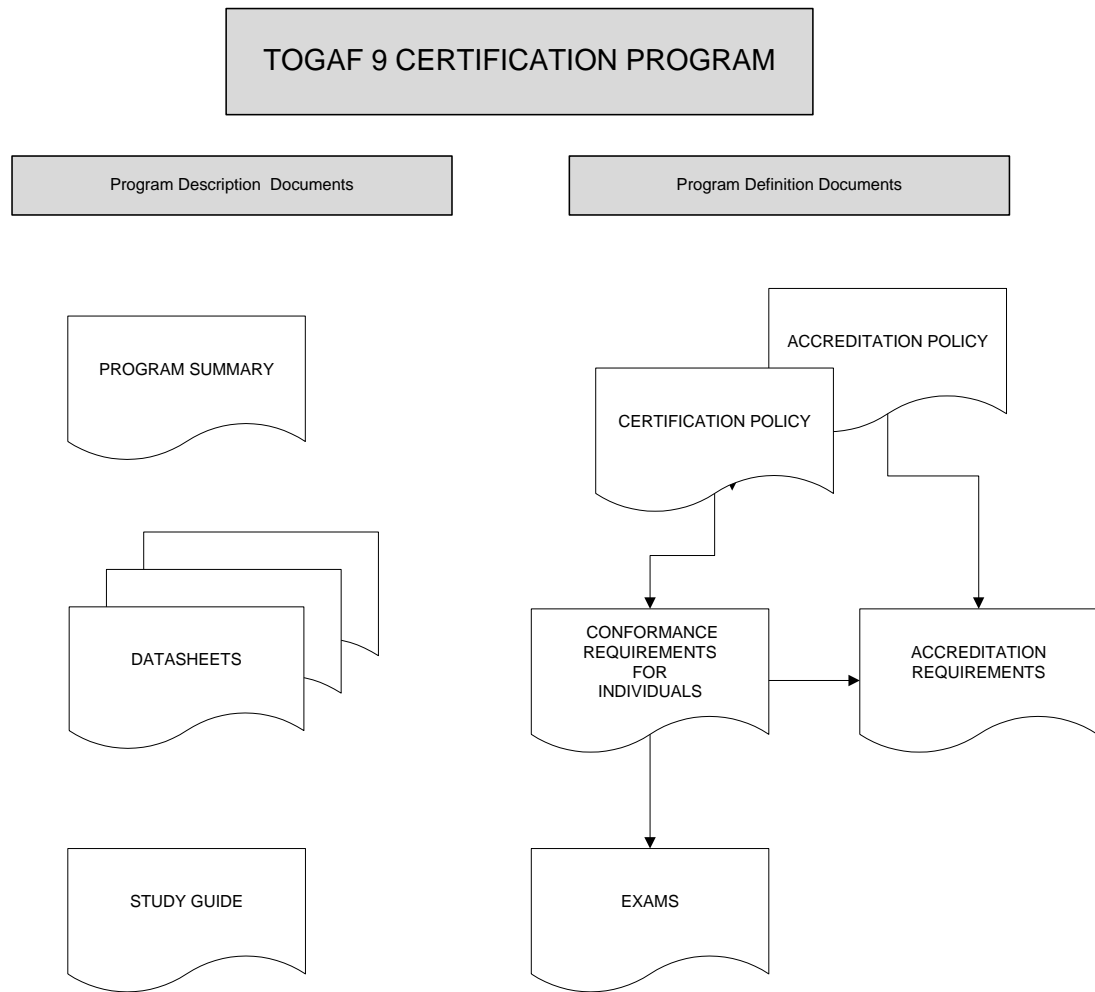 TOGAF 9 CERTIFICATION PROGRAM
Program Description Documents
Program Definition Documents
PROGRAM SUMMARY
ACCREDITATION POLICY
CERTIFICATION POLICY
DATASHEETS
CONFORMANCE
REQUIREMENTS
FOR
INDIVIDUALS
ACCREDITATION
REQUIREMENTS
STUDY GUIDE
EXAMS